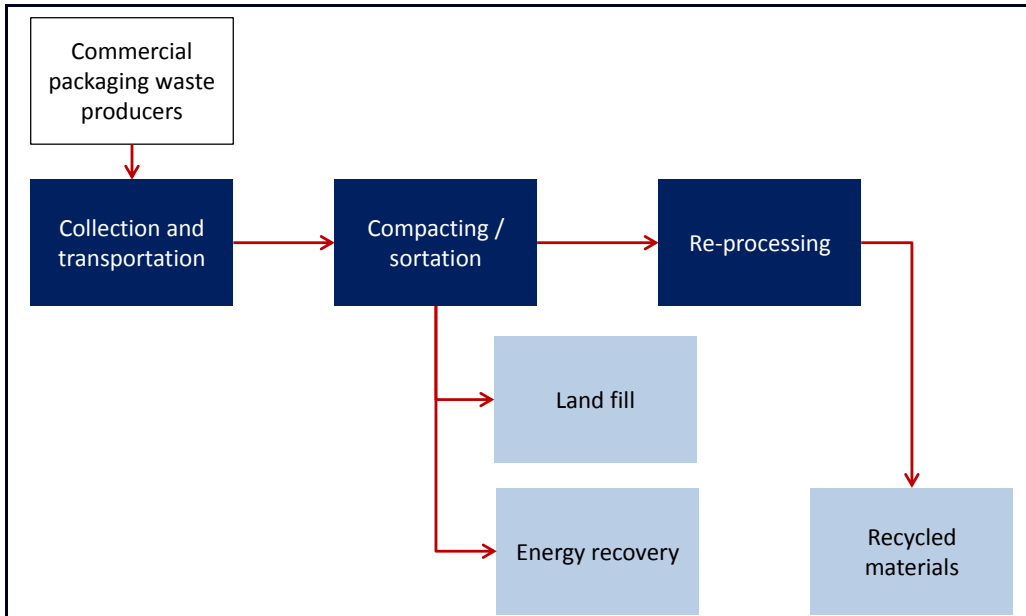 Commercial
packaging waste
producers
Collection and
transportation
Compacting /
sortation
Re-processing
Land fill
Energy recovery
Recycled
materials